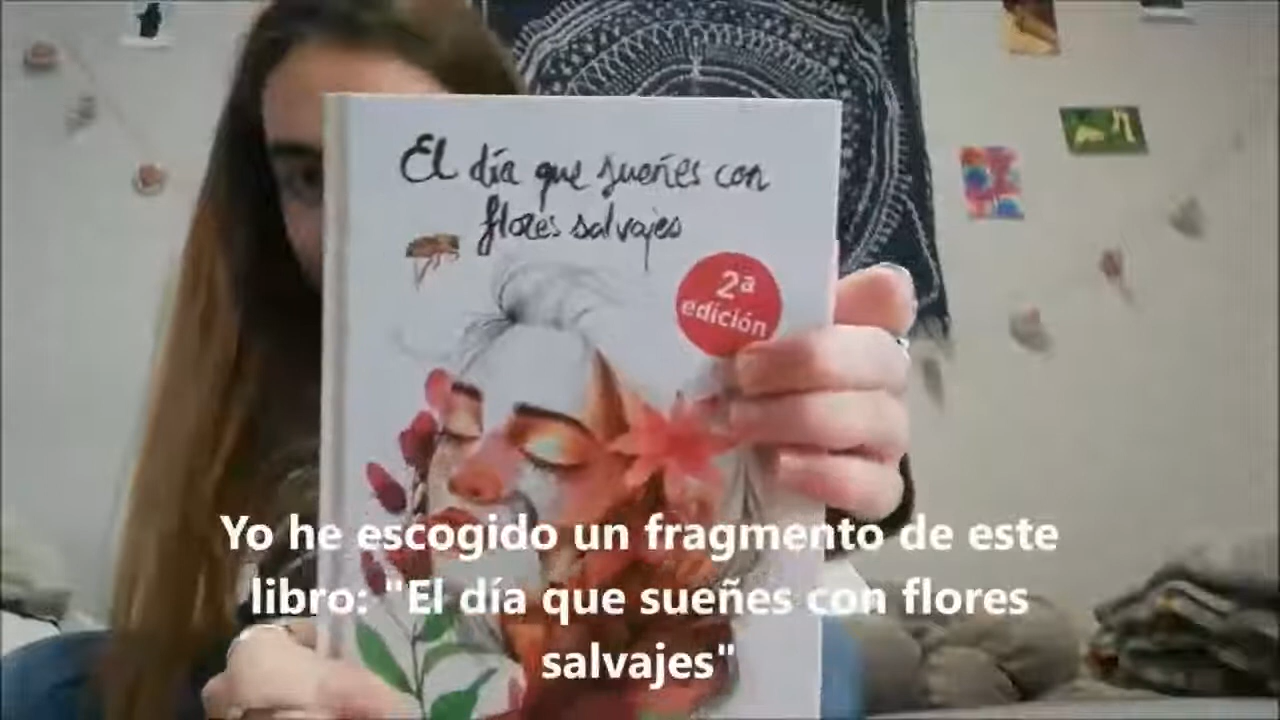 El día que sueñes con
flores salvajes
2ª
edición
Yo he escogido un fragmento de este
libro: "El día que sueñes con flores
salvajes"